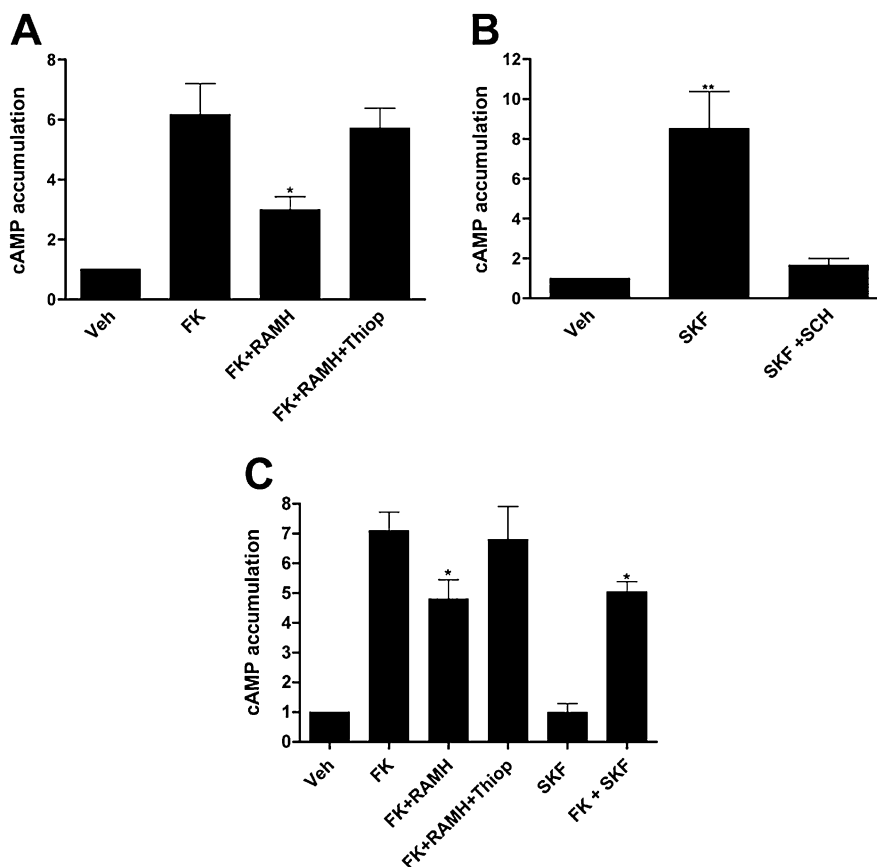 A
cAMP accumulation
8
6
4
2
0
Veh
FK
FK+RAMH
FK+RAMH+Thiop
*
B
cAMP accumulation
12
10
8
6
4
2
0
Veh
SKF
SKF +SCH
**
C
cAMP accumulation
8
7
6
5
4
3
2
1
0
Veh
FK
FK+RAMH
FK+RAMH+Thiop
SKF
FK + SKF
*
*